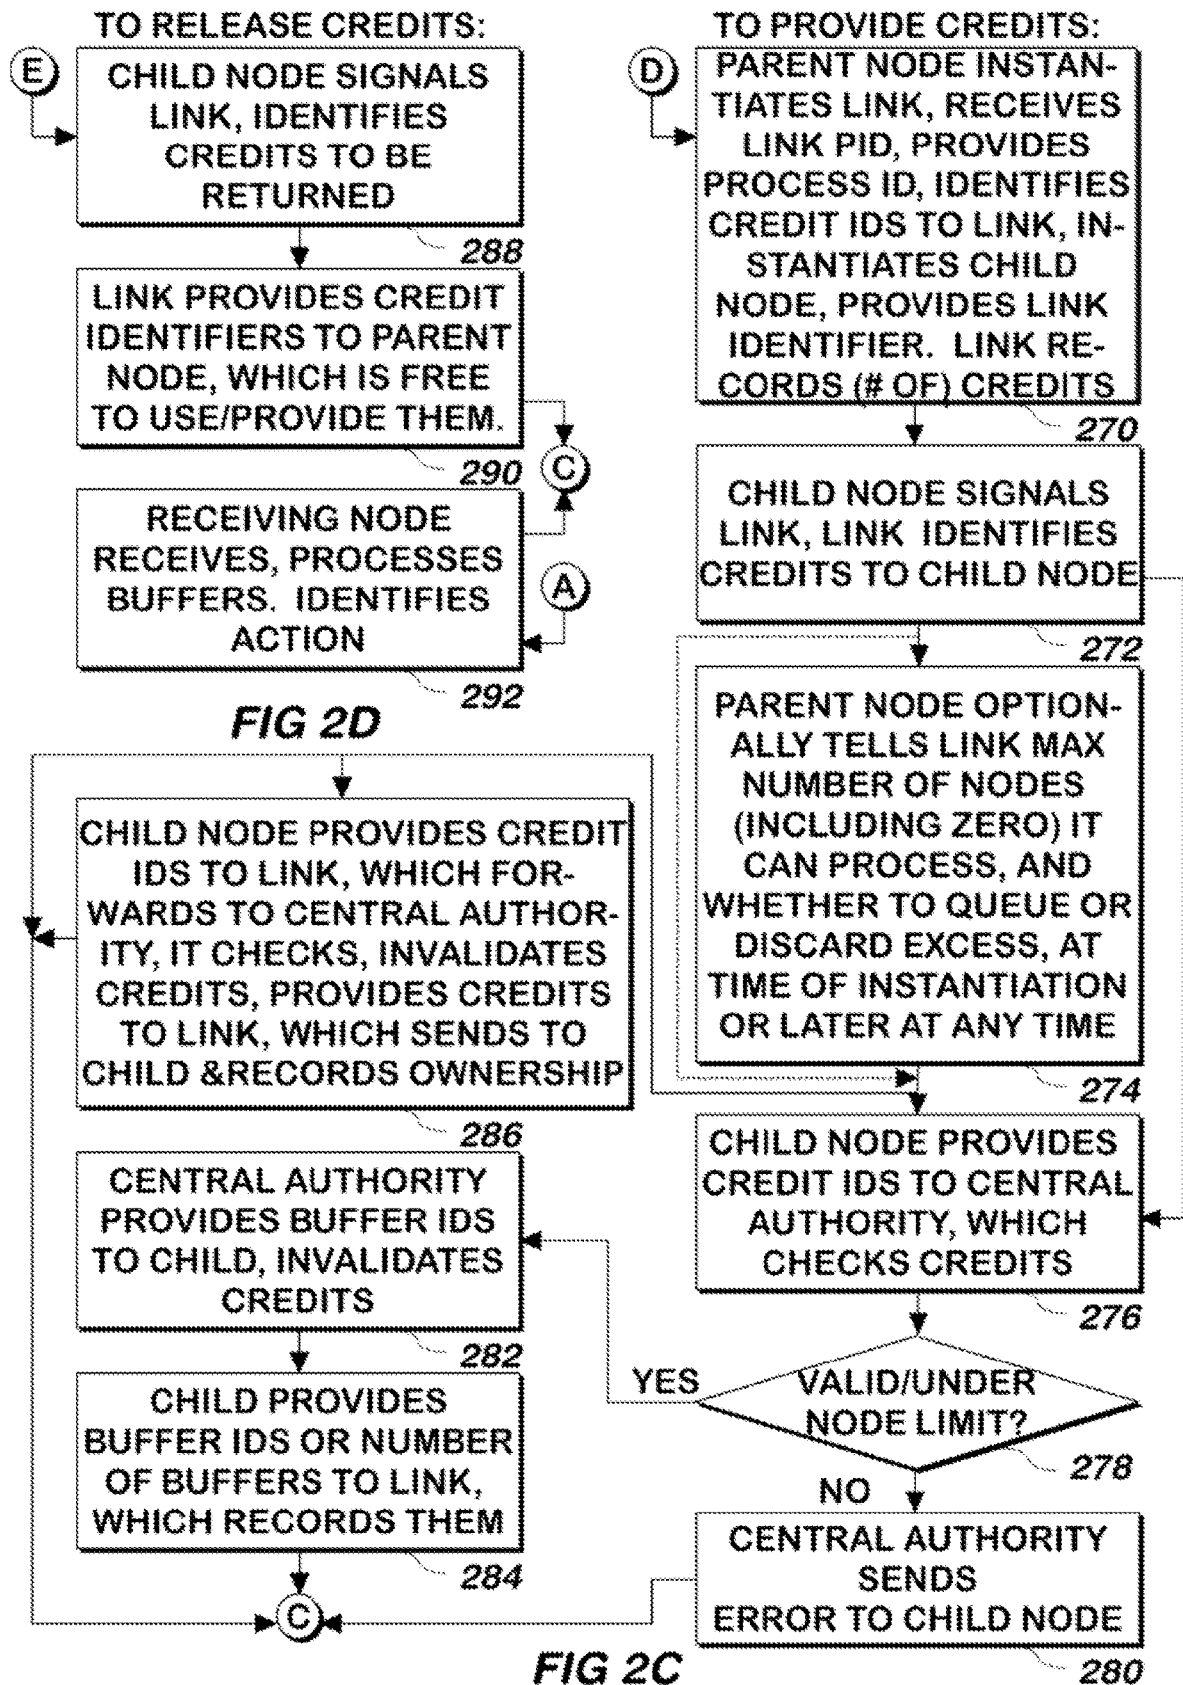 TO RELEASE CREDITS:
E
CHILD NODE SIGNALS
LINK, IDENTIFIES
CREDITS TO BE
RETURNED
288
LINK PROVIDES CREDIT
IDENTIFIERS TO PARENT
NODE, WHICH IS FREE
TO USE/PROVIDE THEM.
290
C
RECEIVING NODE
RECEIVES, PROCESSES
BUFFERS. IDENTIFIES
ACTION
A
292
FIG 2D
TO PROVIDE CREDITS:
D
PARENT NODE INSTAN-
TIATES LINK, RECEIVES
LINK PID, PROVIDES
PROCESS ID, IDENTIFIES
CREDIT IDS TO LINK, IN-
STANTIATES CHILD
NODE, PROVIDES LINK
IDENTIFIER. LINK RE-
CORDS (# OF) CREDITS
270
CHILD NODE SIGNALS
LINK, LINK IDENTIFIES
CREDITS TO CHILD NODE
272
PARENT NODE OPTION-
ALLY TELLS LINK MAX
NUMBER OF NODES
(INCLUDING ZERO) IT
CAN PROCESS, AND
WHETHER TO QUEUE OR
DISCARD EXCESS, AT
TIME OF INSTANTIATION
OR LATER AT ANY TIME
274
CHILD NODE PROVIDES
CREDIT IDS TO CENTRAL
AUTHORITY, WHICH
CHECKS CREDITS
276
VALID/UNDER
NODE LIMIT?
278
YES
NO
CENTRAL AUTHORITY
SENDS
ERROR TO CHILD NODE
280
CHILD NODE PROVIDES CREDIT
IDS TO LINK, WHICH FOR-
WARDS TO CENTRAL AUTHOR-
ITY, IT CHECKS, INVALIDATES
CREDITS, PROVIDES CREDITS
TO LINK, WHICH SENDS TO
CHILD &RECORDS OWNERSHIP
286
CENTRAL AUTHORITY
PROVIDES BUFFER IDS
TO CHILD, INVALIDATES
CREDITS
282
CHILD PROVIDES
BUFFER IDS OR NUMBER
OF BUFFERS TO LINK,
WHICH RECORDS THEM
284
C
FIG 2C